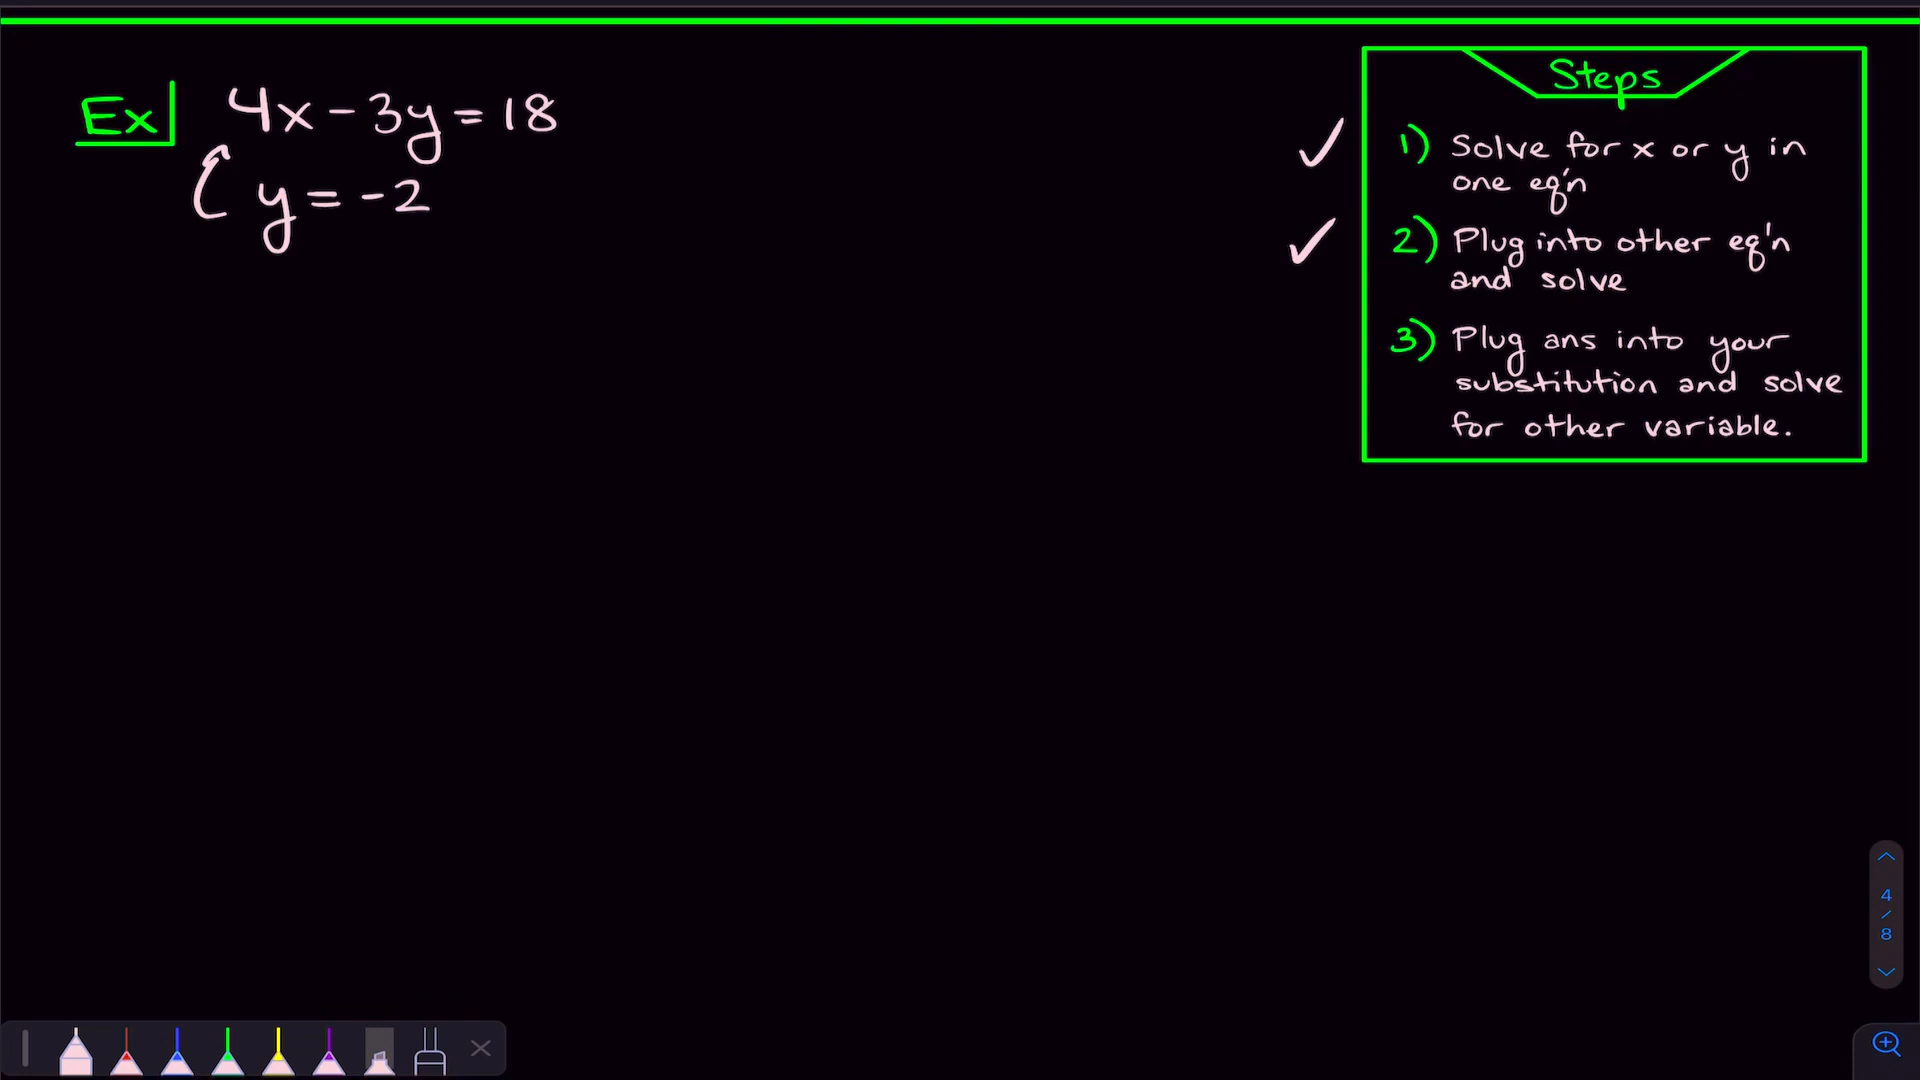 Ex 4x - 3y = 18
y = -2
Steps
1) Solve for x or y in
one eq'n
2) Plug into other eq'n
and solve
3) Plug ans into your
substitution and solve
for other variable.
4
/
8